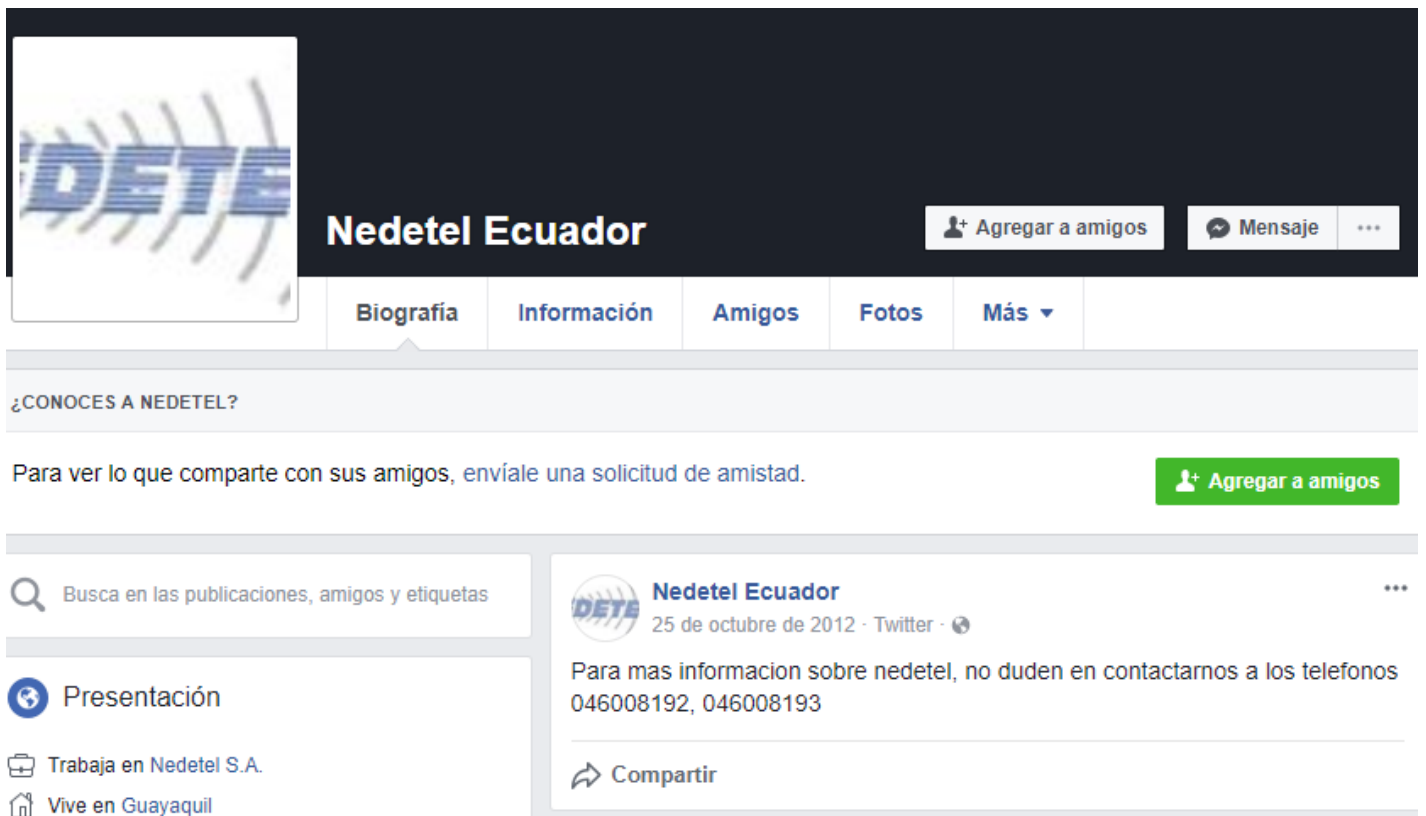 DETE
Nedetel Ecuador
Agregar a amigos
Mensaje
Biografía
Información
Amigos
Fotos
Más
¿CONOCES A NEDETEL?
Para ver lo que comparte con sus amigos, envíale una solicitud de amistad.
Agregar a amigos
Busca en las publicaciones, amigos y etiquetas
Presentación
Trabaja en Nedetel S.A.
Vive en Guayaquil
DETE
Nedetel Ecuador
25 de octubre de 2012 · Twitter ·
Para mas informacion sobre nedetel, no duden en contactarnos a los telefonos
046008192, 046008193
Compartir